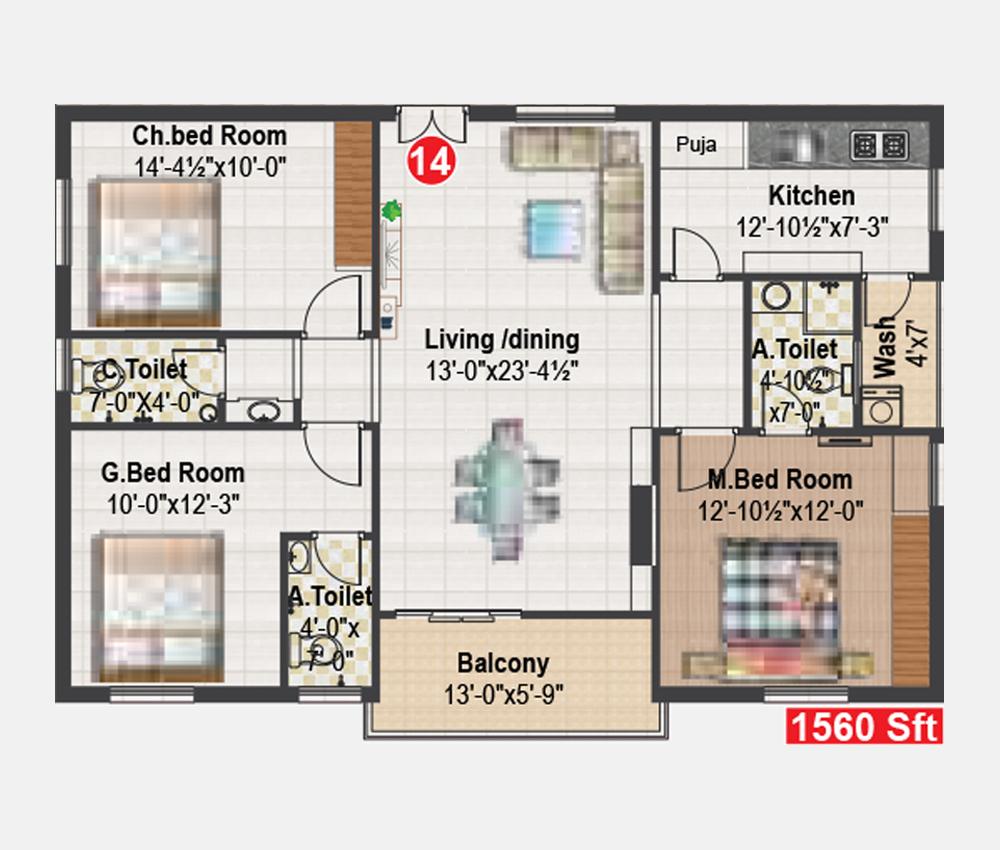 Ch.bed Room
14'-4½"x10'-0"
14
Puja
Kitchen
12'-10½"x7'-3"
Living /dining
13'-0"x23'-4½"
C.Toilet
7'-0"X4'-0"
A.Toilet
4'-10½"
x7'-0"
Wash
4'x7'
G.Bed Room
10'-0"x12'-3"
M.Bed Room
12'-10½"x12'-0"
A.Toilet
4'-0"x
7'-0"
Balcony
13'-0"x5'-9"
1560 Sft